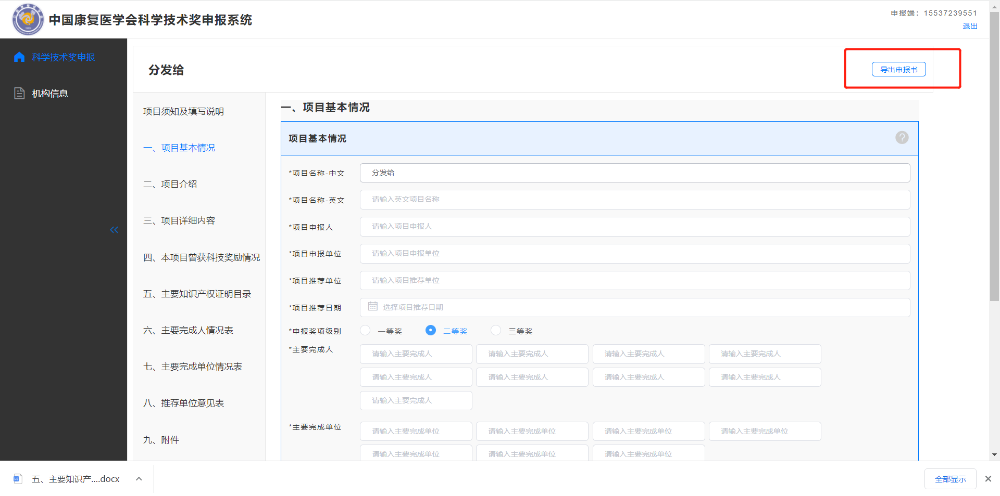 中国康复医学会科学技术奖申报系统
申报端：15537239551
退出
科学技术奖申报
机构信息
分发给
导出申报书
项目须知及填写说明
一、项目基本情况
二、项目介绍
三、项目详细内容
四、本项目曾获科技奖励情况
五、主要知识产权证明目录
六、主要完成人情况表
七、主要完成单位情况表
八、推荐单位意见表
九、附件
一、项目基本情况
项目基本情况
?
*项目名称-中文 分发给
*项目名称-英文 请输入英文项目名称
*项目申报人 请输入项目申报人
*项目申报单位 请输入项目申报单位
*项目推荐单位 请输入项目推荐单位
*项目推荐日期 选择项目推荐日期
*申报奖项级别 一等奖 二等奖 三等奖
*主要完成人 请输入主要完成人 请输入主要完成人 请输入主要完成人 请输入主要完成人
请输入主要完成人 请输入主要完成人 请输入主要完成人 请输入主要完成人
请输入主要完成人
*主要完成单位 请输入主要完成单位 请输入主要完成单位 请输入主要完成单位 请输入主要完成单位
请输入主要完成单位 请输入主要完成单位 请输入主要完成单位
五、主要知识产....docx
全部显示